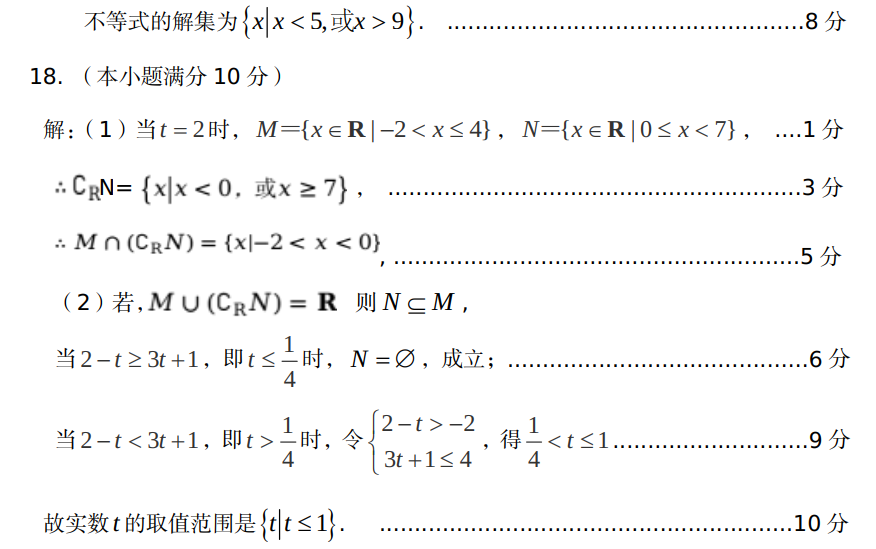 不等式的解集为{x|x<5,或x>9}. ……………………………………………8 分
18. （本小题满分 10 分）
解:（1）当t=2时, M={x∈R|−2<x≤4}, N={x∈R|0≤x<7}, ….1 分
∴C_RN= {x|x<0, 或x≥7}, ……………………………………………………3 分
∴ M∩(C_RN)={x|−2<x<0}, ……………………………………………………5 分
（2）若,M∪(C_RN)= R 则N⊆M,
当2−t≥3t+1, 即t≤1/4时, N=∅, 成立; ……………………………………6 分
当2−t<3t+1, 即t>1/4时, 令{2−t>−2, 3t+1≤4, 得1/4<t≤1………………………9 分
故实数t的取值范围是{t|t≤1}. ……………………………………………………10 分